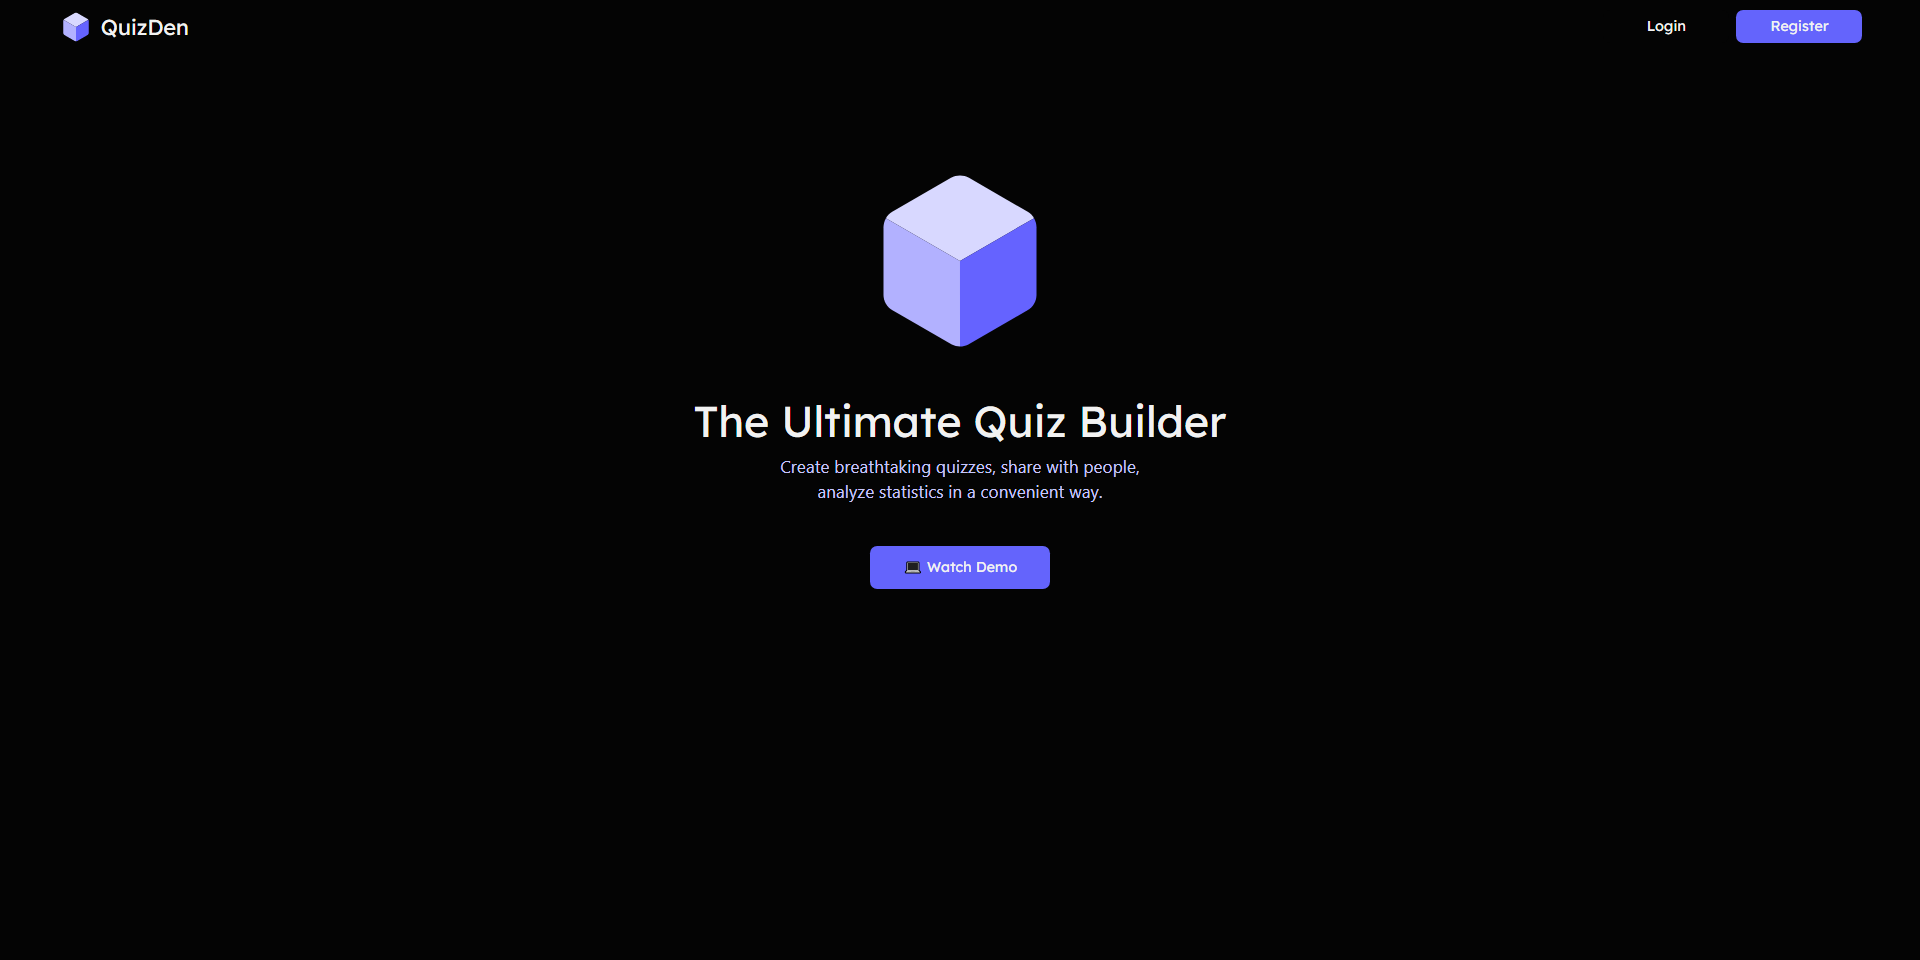 QuizDen
Login
Register
The Ultimate Quiz Builder
Create breathtaking quizzes, share with people,
analyze statistics in a convenient way.
💻 Watch Demo